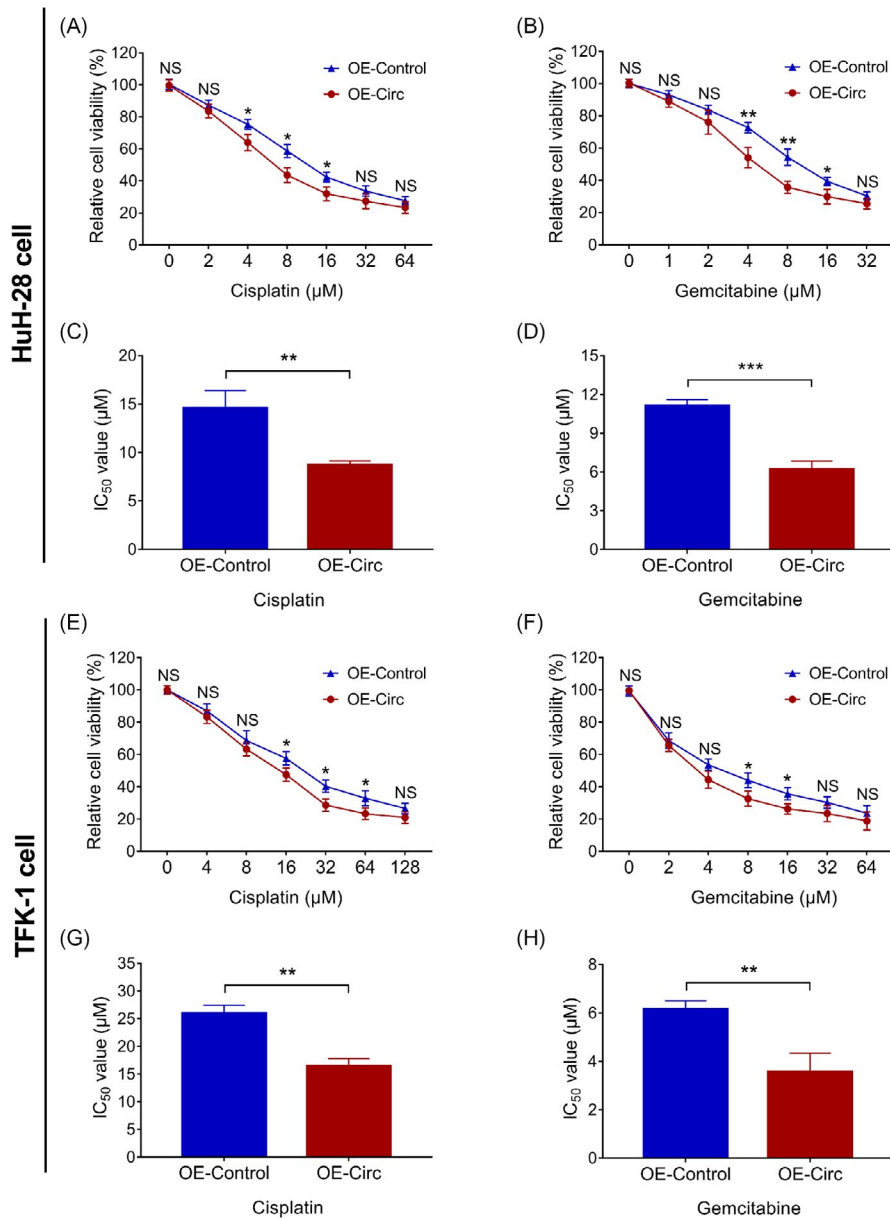 HuH-28 cell
(A)
Relative cell viability (%)
120
100
80
60
40
20
0
NS
NS
*
*
*
NS
NS
OE-Control
OE-Circ
0 2 4 8 16 32 64
Cisplatin (µM)
(B)
Relative cell viability (%)
120
100
80
60
40
20
0
NS
NS
NS
**
**
*
NS
OE-Control
OE-Circ
0 1 2 4 8 16 32
Gemcitabine (µM)
(C)
IC50 value (µM)
20
15
10
5
0
**
OE-Control OE-Circ
Cisplatin
(D)
IC50 value (µM)
15
12
9
6
3
0
***
OE-Control OE-Circ
Gemcitabine
TFK-1 cell
(E)
Relative cell viability (%)
120
100
80
60
40
20
0
NS
NS
NS
*
*
*
NS
OE-Control
OE-Circ
0 4 8 16 32 64 128
Cisplatin (µM)
(F)
Relative cell viability (%)
120
100
80
60
40
20
0
NS
NS
NS
*
*
NS
NS
OE-Control
OE-Circ
0 2 4 8 16 32 64
Gemcitabine (µM)
(G)
IC50 value (µM)
35
30
25
20
15
10
5
0
**
OE-Control OE-Circ
Cisplatin
(H)
IC50 value (µM)
8
6
4
2
0
**
OE-Control OE-Circ
Gemcitabine